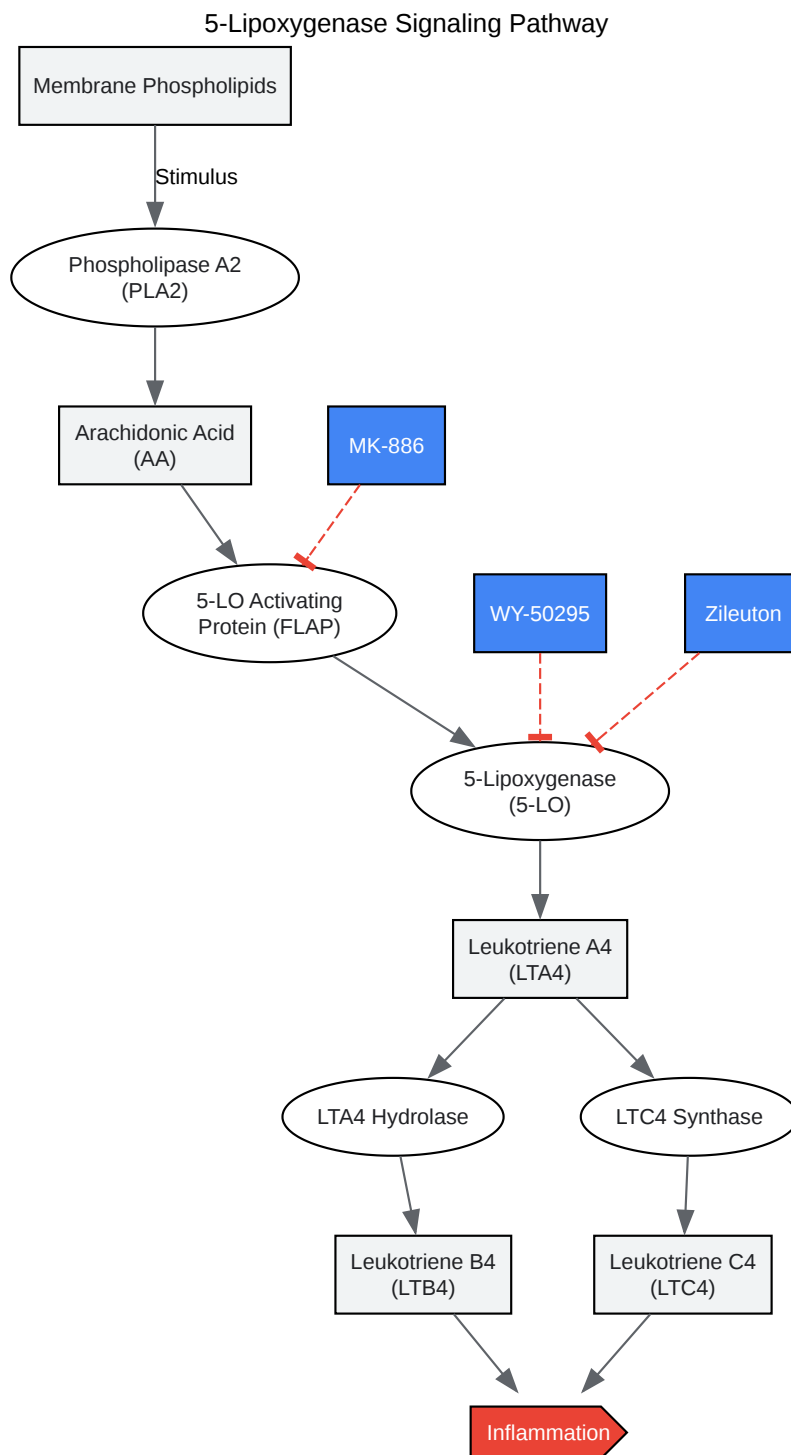 5-Lipoxygenase Signaling Pathway
Membrane Phospholipids
Stimulus
Phospholipase A2
(PLA2)
Arachidonic Acid
(AA)
MK-886
5-LO Activating
Protein (FLAP)
WY-50295
Zileuton
5-Lipoxygenase
(5-LO)
Leukotriene A4
(LTA4)
LTA4 Hydrolase
LTC4 Synthase
Leukotriene B4
(LTB4)
Leukotriene C4
(LTC4)
Inflammation